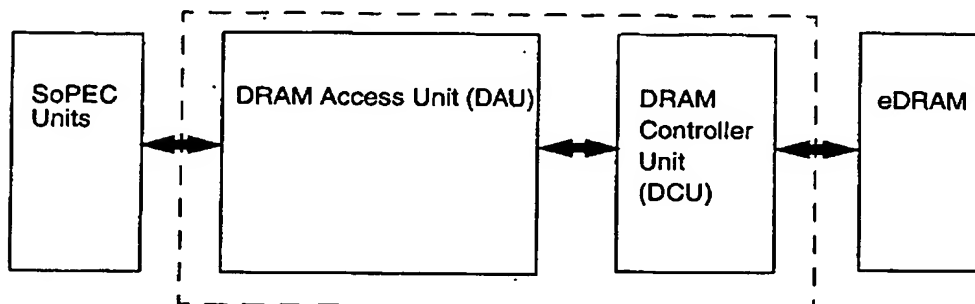 SoPEC
Units
DRAM Access Unit (DAU)
DRAM
Controller
Unit
(DCU)
eDRAM